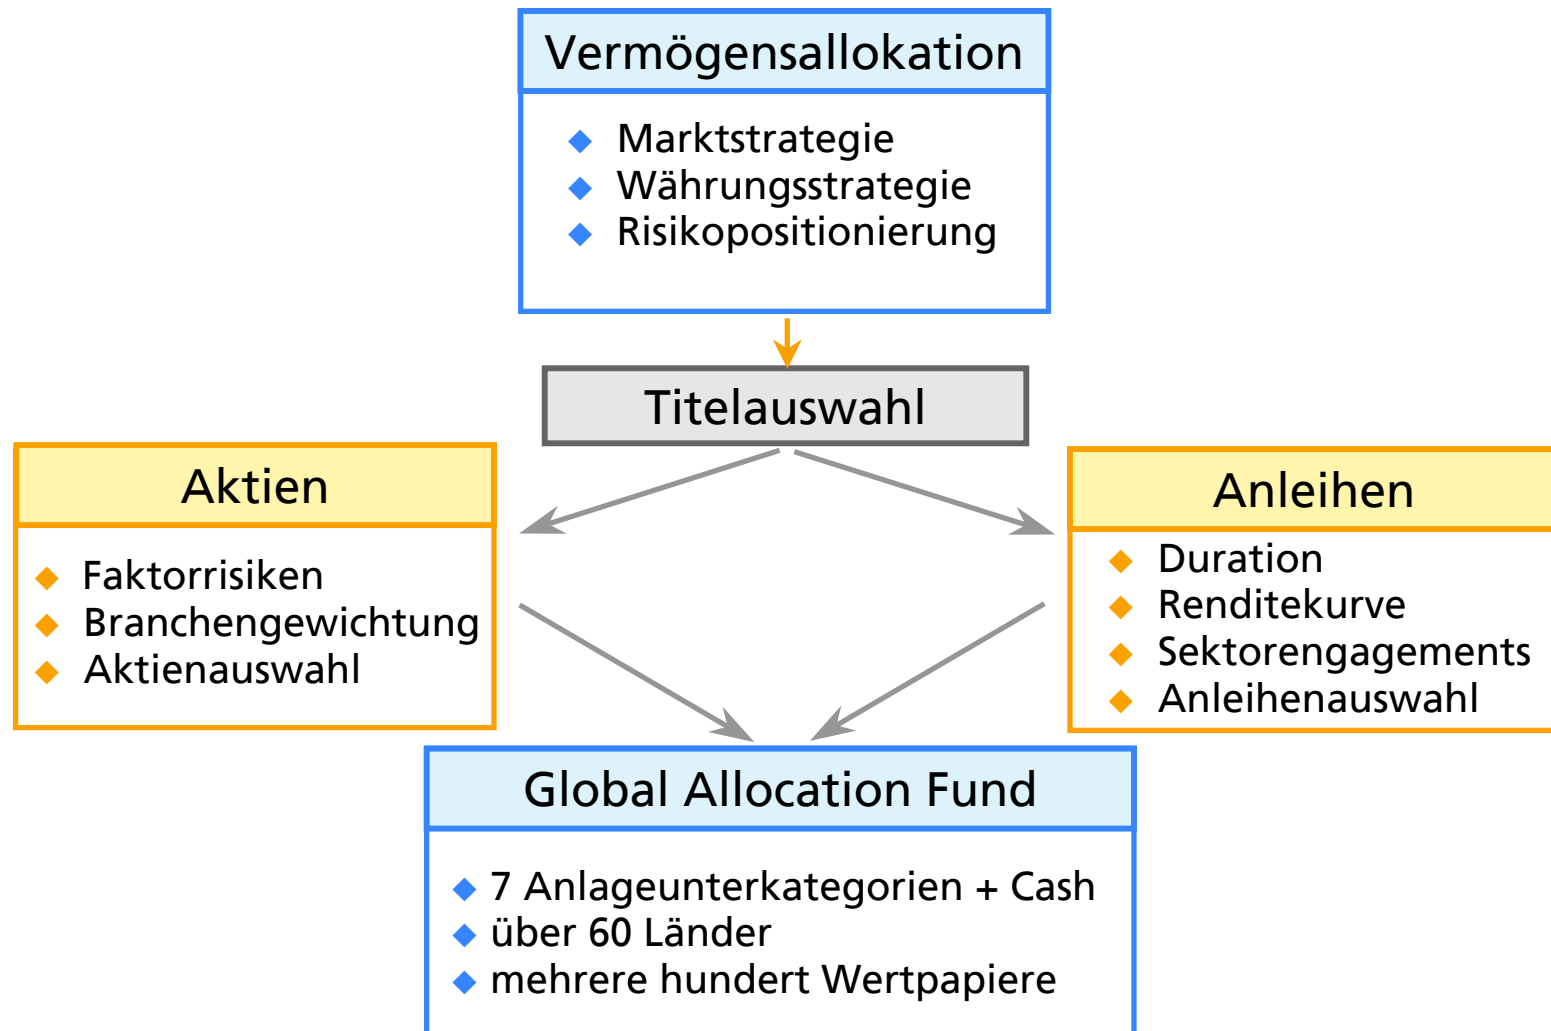 Vermögensallokation
Marktstrategie
Währungsstrategie
Risikopositionierung
Titelauswahl
Aktien
Faktorrisiken
Branchengewichtung
Aktienauswahl
Anleihen
Duration
Renditekurve
Sektorengagements
Anleihenauswahl
Global Allocation Fund
7 Anlageunterkategorien + Cash
über 60 Länder
mehrere hundert Wertpapiere